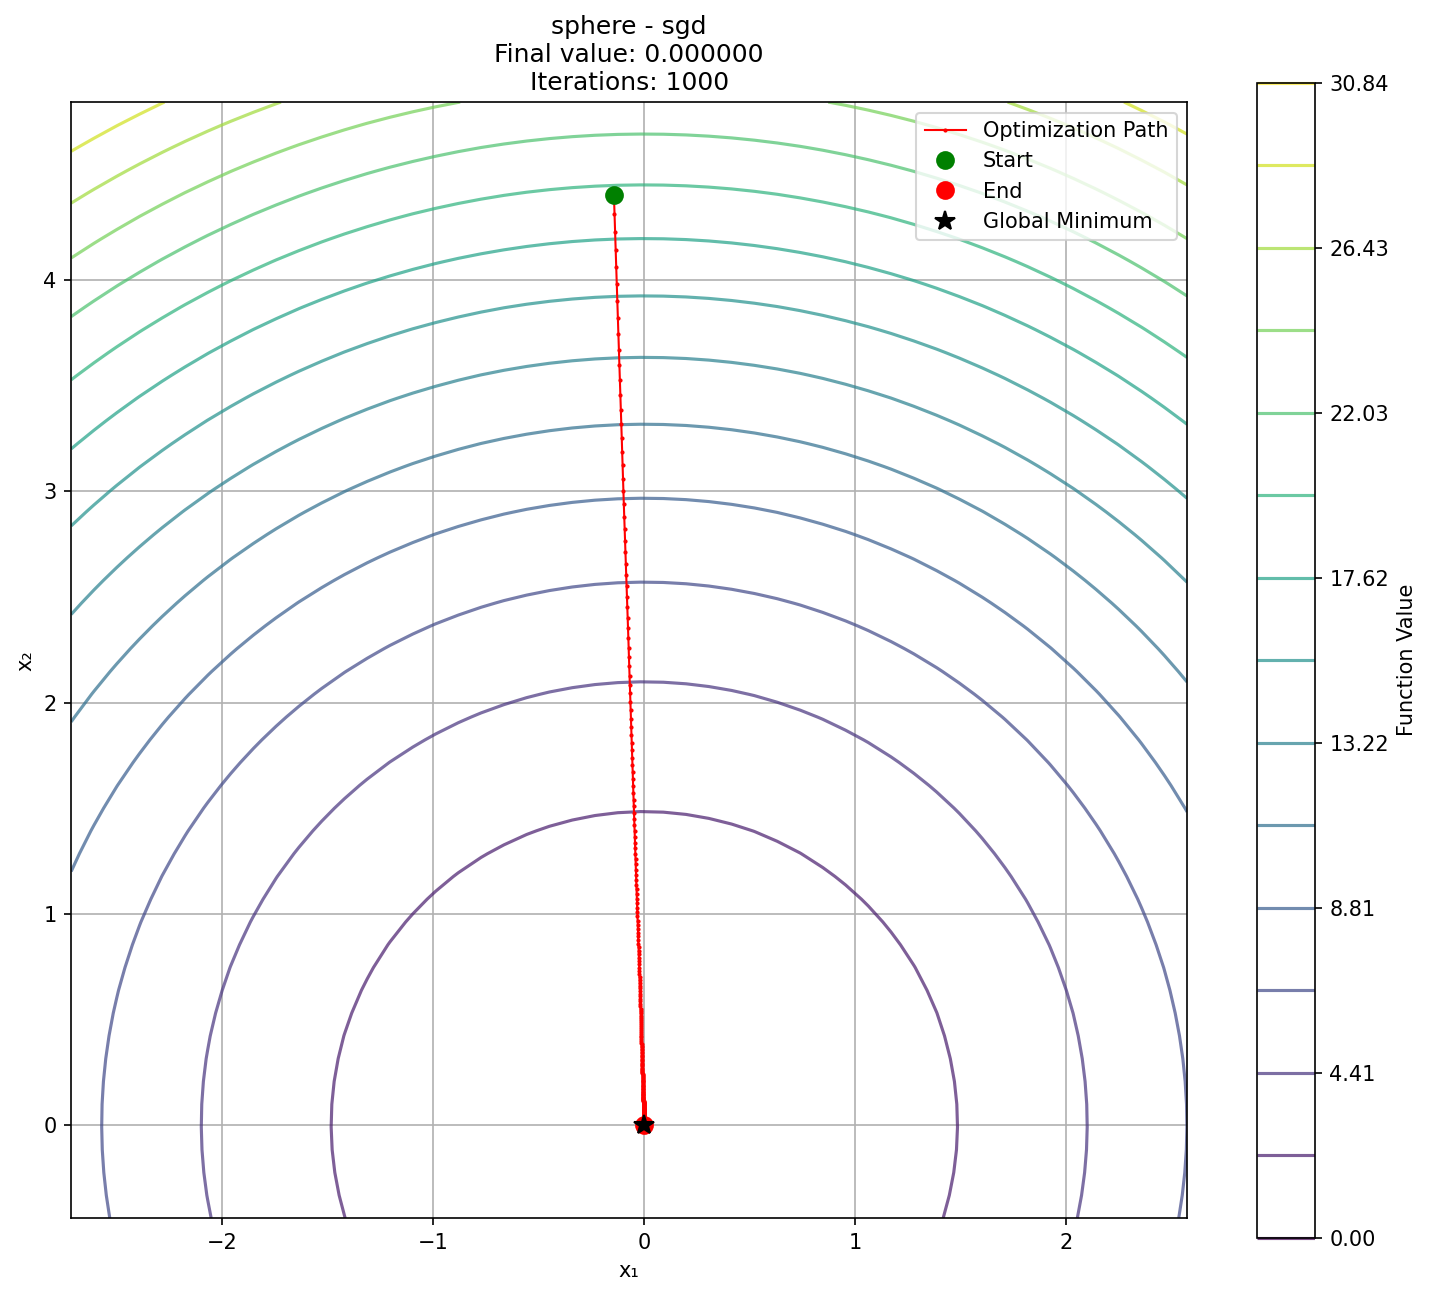 sphere - sgd
Final value: 0.000000
Iterations: 1000
Optimization Path
Start
End
Global Minimum
4
3
2
1
0
−2
−1
0
1
2
x₁
x₂
30.84
26.43
22.03
17.62
13.22
8.81
4.41
0.00
Function Value